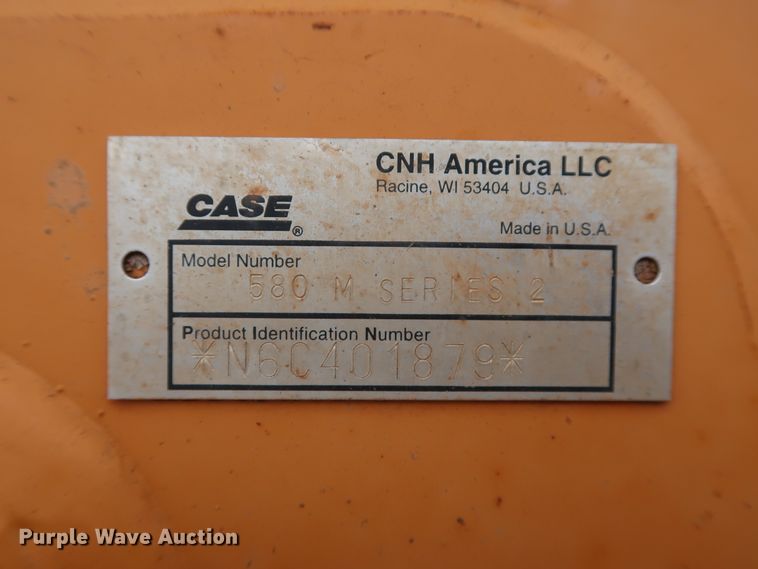 CNH America LLC
Racine, WI 53404 U.S.A.
CASE®
Made in U.S.A.
Model Number
580 M SERIES 2
Product Identification Number
*N6C401879*
Purple Wave Auction